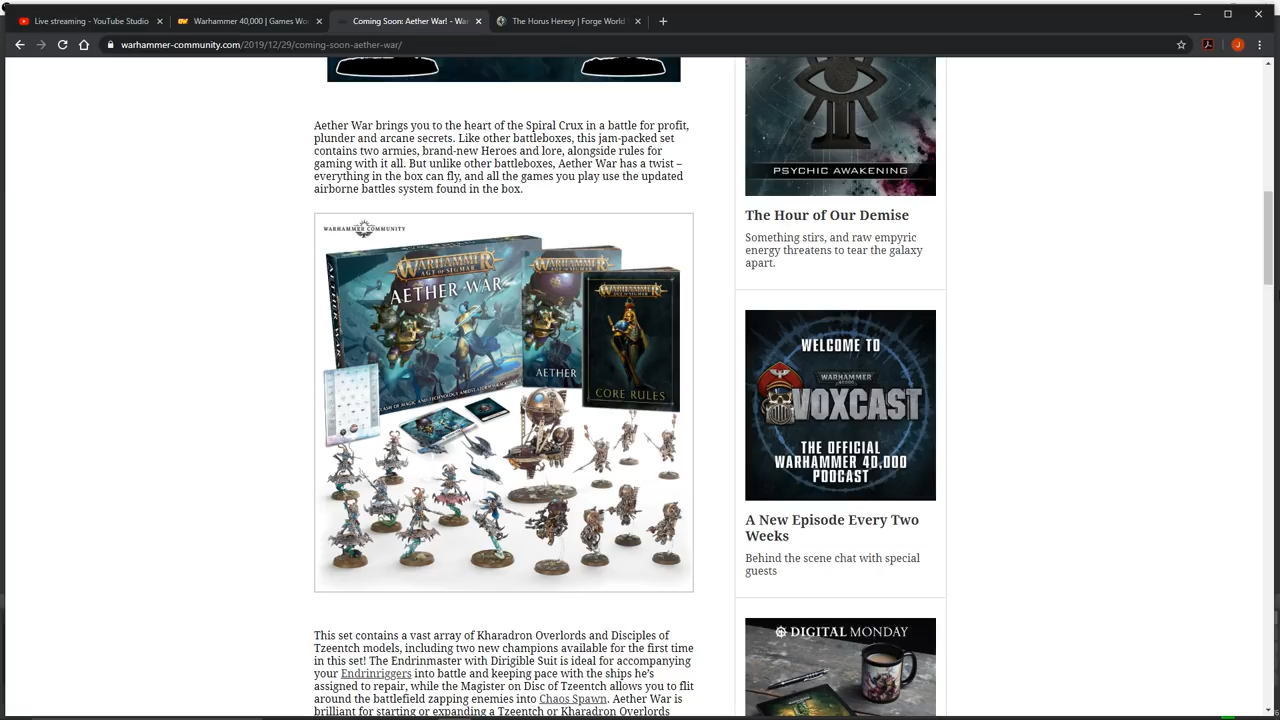 Live streaming - YouTube Studio
Warhammer 40,000 | Games Wo
Coming Soon: Aether War! - Wa
The Horus Heresy | Forge World
warhammer-community.com/2019/12/29/coming-soon-aether-war/
J
Aether War brings you to the heart of the Spiral Crux in a battle for profit,
plunder and arcane secrets. Like other battleboxes, this jam-packed set
contains two armies, brand-new Heroes and lore, alongside rules for
gaming with it all. But unlike other battleboxes, Aether War has a twist –
everything in the box can fly, and all the games you play use the updated
airborne battles system found in the box.
WARHAMMER COMMUNITY
WARHAMMER
AGE OF SIGMAR
AETHER WAR
AETHER WAR
WARHAMMER
AGE OF SIGMAR
AETHER
WARHAMMER
AGE OF SIGMAR
CORE RULES
This set contains a vast array of Kharadron Overlords and Disciples of
Tzeentch models, including two new champions available for the first time
in this set! The Endrinmaster with Dirigible Suit is ideal for accompanying
your Endrinriggers into battle and keeping pace with the ships he's
assigned to repair, while the Magister on Disc of Tzeentch allows you to flit
around the battlefield zapping enemies into Chaos Spawn. Aether War is
brilliant for starting or expanding a Tzeentch or Kharadron Overlords
PSYCHIC AWAKENING
The Hour of Our Demise
Something stirs, and raw empyric
energy threatens to tear the galaxy
apart.
WELCOME TO
WARHAMMER
40,000
VOXCAST
THE OFFICIAL
WARHAMMER 40,000
PODCAST
A New Episode Every Two
Weeks
Behind the scene chat with special
guests
DIGITAL MONDAY